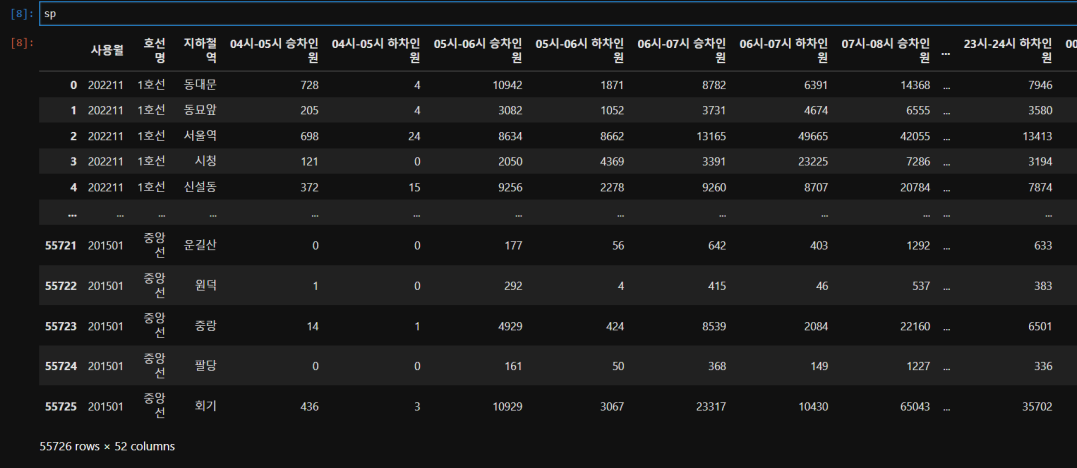 [8]: sp
[8]:
사용월 호선명 지하철역 04시-05시 승차인원 04시-05시 하차인원 05시-06시 승차인원 05시-06시 하차인원 06시-07시 승차인원 06시-07시 하차인원 07시-08시 승차인원 ... 23시-24시 하차인원 00
0 202211 1호선 동대문 728 4 10942 1871 8782 6391 14368 ... 7946
1 202211 1호선 동묘앞 205 4 3082 1052 3731 4674 6555 ... 3580
2 202211 1호선 서울역 698 24 8634 8662 13165 49665 42055 ... 13413
3 202211 1호선 시청 121 0 2050 4369 3391 23225 7286 ... 3194
4 202211 1호선 신설동 372 15 9256 2278 9260 8707 20784 ... 7874
... ... ... ... ... ... ... ... ... ... ... ... ...
55721 201501 중앙선 운길산 0 0 177 56 642 403 1292 ... 633
55722 201501 중앙선 원덕 1 0 292 4 415 46 537 ... 383
55723 201501 중앙선 중랑 14 1 4929 424 8539 2084 22160 ... 6501
55724 201501 중앙선 팔당 0 0 161 50 368 149 1227 ... 336
55725 201501 중앙선 회기 436 3 10929 3067 23317 10430 65043 ... 35702
55726 rows × 52 columns